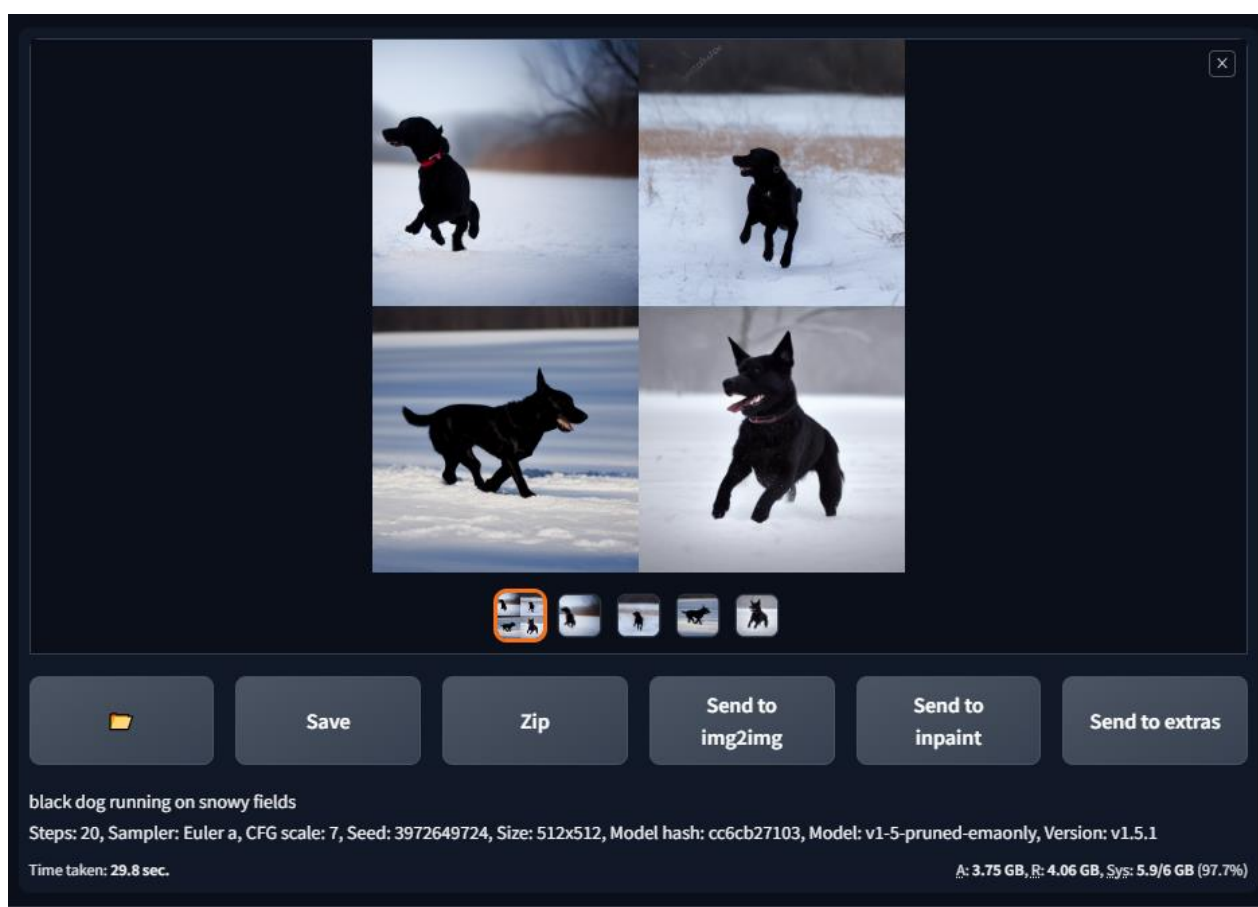 Save
Zip
Send to
img2img
Send to
inpaint
Send to extras
black dog running on snowy fields
Steps: 20, Sampler: Euler a, CFG scale: 7, Seed: 3972649724, Size: 512x512, Model hash: cc6cb27103, Model: v1-5-pruned-emaonly, Version: v1.5.1
Time taken: 29.8 sec.
A: 3.75 GB, R: 4.06 GB, Sys: 5.9/6 GB (97.7%)